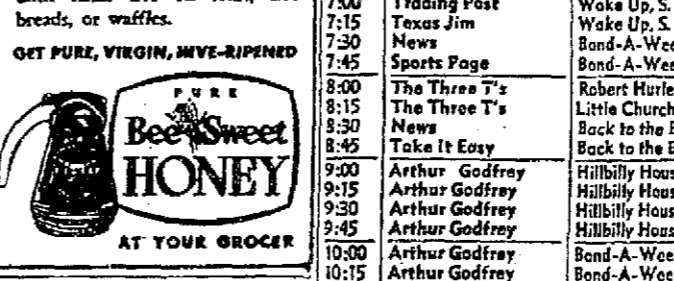 breads, or waffles.
GET PURE, VIRGIN, HIVE-RIPENED
PURE
Bee Sweet
HONEY
AT YOUR GROCER
7:00 Trading Post Wake Up, S.
7:15 Texas Jim Wake Up, S.
7:30 News Bond-A-Wee
7:45 Sports Page Bond-A-Wee
8:00 The Three T's Robert Hurle
8:15 The Three T's Little Church
8:30 News Back to the B
8:45 Take It Easy Back to the B
9:00 Arthur Godfrey Hillbilly Hous
9:15 Arthur Godfrey Hillbilly Hous
9:30 Arthur Godfrey Hillbilly Hous
9:45 Arthur Godfrey Hillbilly Hous
10:00 Arthur Godfrey Bond-A-Wee
10:15 Arthur Godfrey Bond-A-Wee